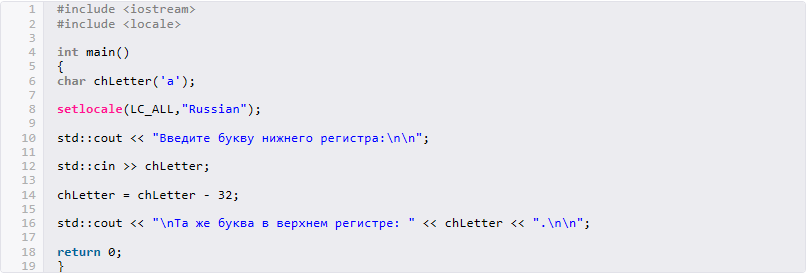 1 #include <iostream>
2 #include <locale>
3
4 int main()
5 {
6 char chLetter('a');
7
8 setlocale(LC_ALL,"Russian");
9
10 std::cout << "Введите букву нижнего регистра:\n\n";
11
12 std::cin >> chLetter;
13
14 chLetter = chLetter - 32;
15
16 std::cout << "\nТа же буква в верхнем регистре: " << chLetter << ".\n\n";
17
18 return 0;
19 }